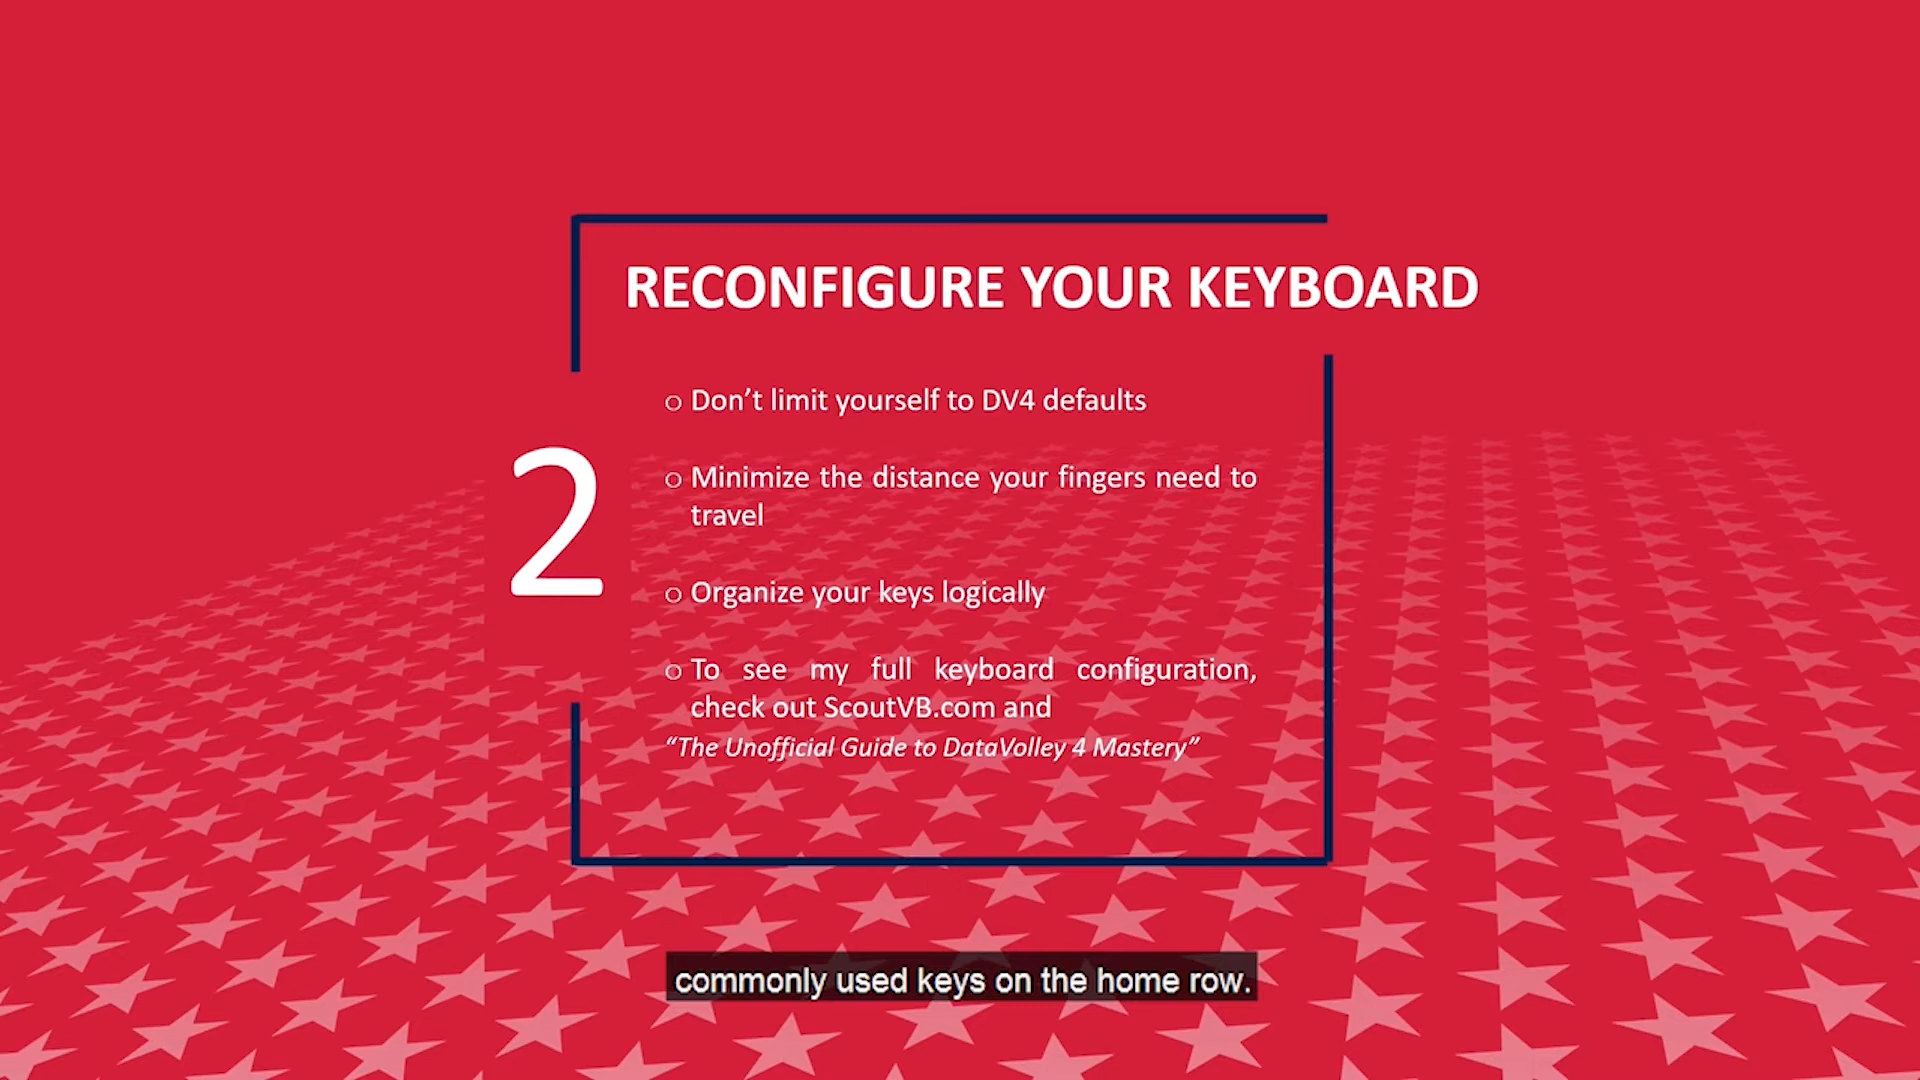 RECONFIGURE YOUR KEYBOARD
2
o Don’t limit yourself to DV4 defaults
o Minimize the distance your fingers need to
travel
o Organize your keys logically
o To see my full keyboard configuration,
check out ScoutVB.com and
“The Unofficial Guide to DataVolley 4 Mastery”
commonly used keys on the home row.